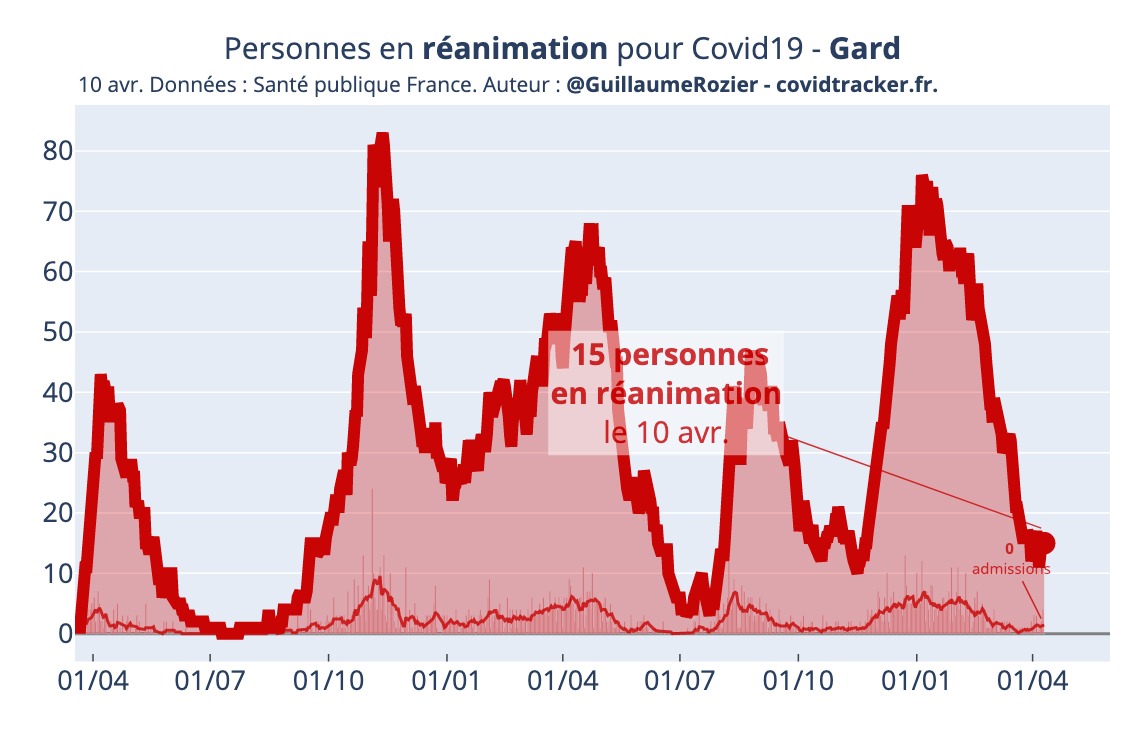 Personnes en réanimation pour Covid19 - Gard
10 avr. Données : Santé publique France. Auteur : @GuillaumeRozier - covidtracker.fr.
80
70
60
50
40
30
20
10
0
15 personnes
en réanimation
le 10 avr.
0
admissions
01/04 01/07 01/10 01/01 01/04 01/07 01/10 01/01 01/04